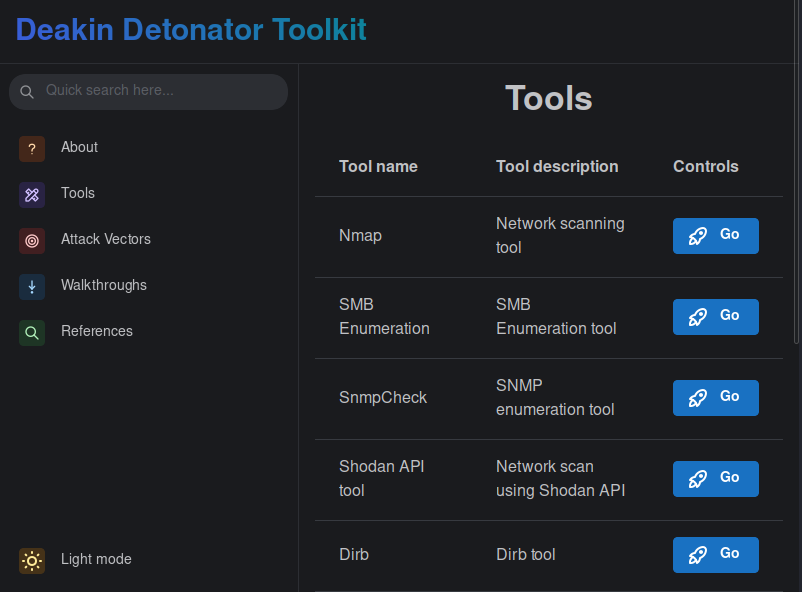 Deakin Detonator Toolkit
Quick search here...
? About
Tools
Attack Vectors
Walkthroughs
References
Light mode
Tools
Tool name Tool description Controls
Nmap Network scanning
tool Go
SMB
Enumeration SMB
Enumeration tool Go
SnmpCheck SNMP
enumeration tool Go
Shodan API
tool Network scan
using Shodan API Go
Dirb Dirb tool Go